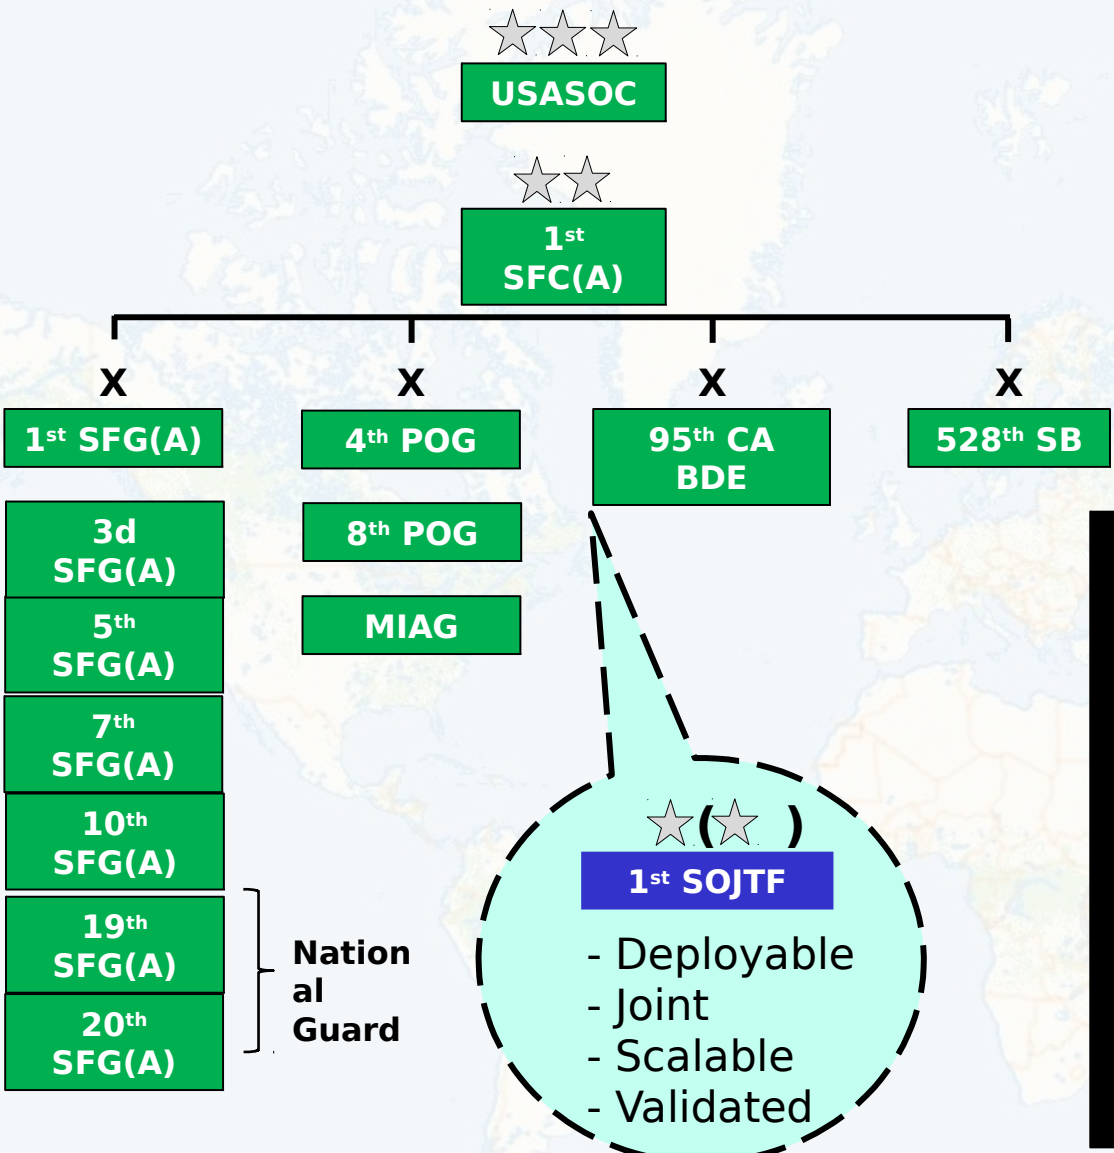 USASOC
1st
SFC(A)
X
X
X
X
1st SFG(A)
4th POG
95th CA
BDE
528th SB
3d
SFG(A)
8th POG
5th
SFG(A)
MIAG
7th
SFG(A)
10th
SFG(A)
19th
SFG(A)
20th
SFG(A)
Nation
al
Guard
( )
1st SOJTF
- Deployable
- Joint
- Scalable
- Validated